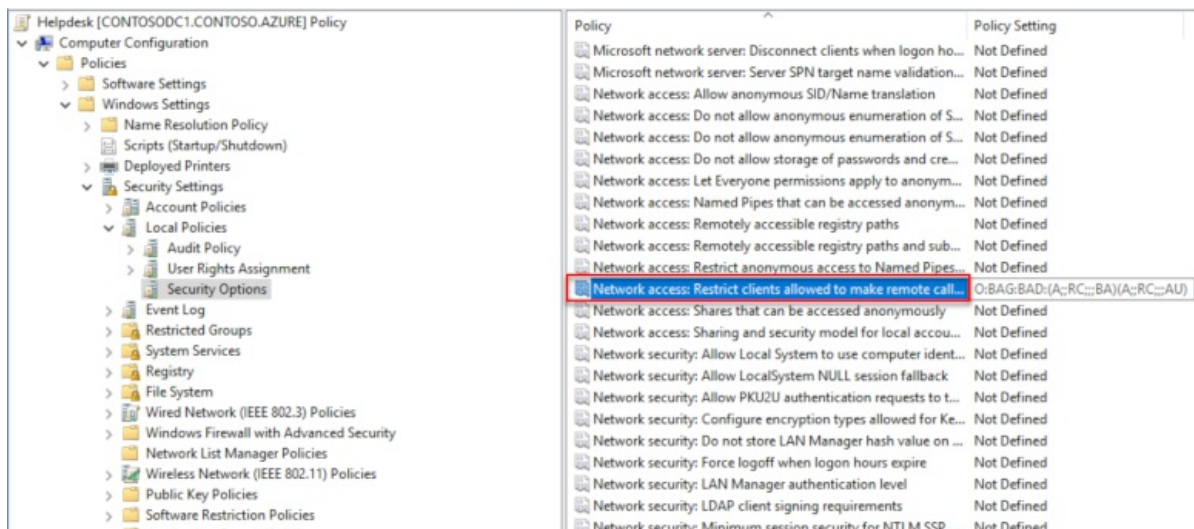 Helpdesk [CONTOSODC1.CONTOSO.AZURE] Policy
Computer Configuration
Policies
Software Settings
Windows Settings
Name Resolution Policy
Scripts (Startup/Shutdown)
Deployed Printers
Security Settings
Account Policies
Local Policies
Audit Policy
User Rights Assignment
Security Options
Event Log
Restricted Groups
System Services
Registry
File System
Wired Network (IEEE 802.3) Policies
Windows Firewall with Advanced Security
Network List Manager Policies
Wireless Network (IEEE 802.11) Policies
Public Key Policies
Software Restriction Policies
Policy Policy Setting
Microsoft network server: Disconnect clients when logon ho... Not Defined
Microsoft network server: Server SPN target name validation... Not Defined
Network access: Allow anonymous SID/Name translation Not Defined
Network access: Do not allow anonymous enumeration of S... Not Defined
Network access: Do not allow anonymous enumeration of S... Not Defined
Network access: Do not allow storage of passwords and cre... Not Defined
Network access: Let Everyone permissions apply to anonym... Not Defined
Network access: Named Pipes that can be accessed anonym... Not Defined
Network access: Remotely accessible registry paths Not Defined
Network access: Remotely accessible registry paths and sub... Not Defined
Network access: Restrict anonymous access to Named Pipes... Not Defined
Network access: Restrict clients allowed to make remote call... O:BAG:BAD:(A;;RC;;;BA)(A;;RC;;;AU)
Network access: Shares that can be accessed anonymously Not Defined
Network access: Sharing and security model for local accou... Not Defined
Network security: Allow Local System to use computer ident... Not Defined
Network security: Allow LocalSystem NULL session fallback Not Defined
Network security: Allow PKU2U authentication requests to t... Not Defined
Network security: Configure encryption types allowed for Ke... Not Defined
Network security: Do not store LAN Manager hash value on ... Not Defined
Network security: Force logoff when logon hours expire Not Defined
Network security: LAN Manager authentication level Not Defined
Network security: LDAP client signing requirements Not Defined
Network security: Minimum session security for NTLM SSP Not Defined